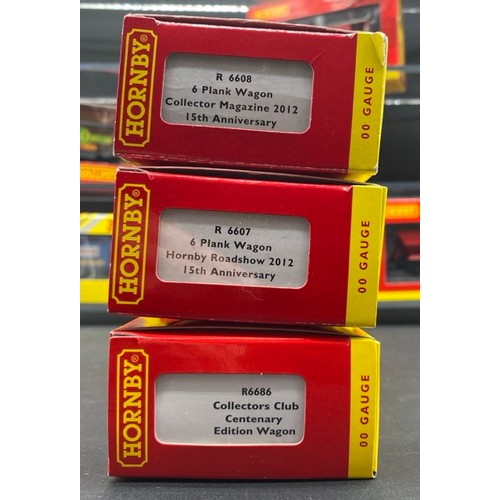 HORNBY®
R 6608
6 Plank Wagon
Collector Magazine 2012
15th Anniversary
00 GAUGE
HORNBY®
R 6607
6 Plank Wagon
Hornby Roadshow 2012
15th Anniversary
00 GAUGE
HORNBY®
R6686
Collectors Club
Centenary
Edition Wagon
00 GAUGE